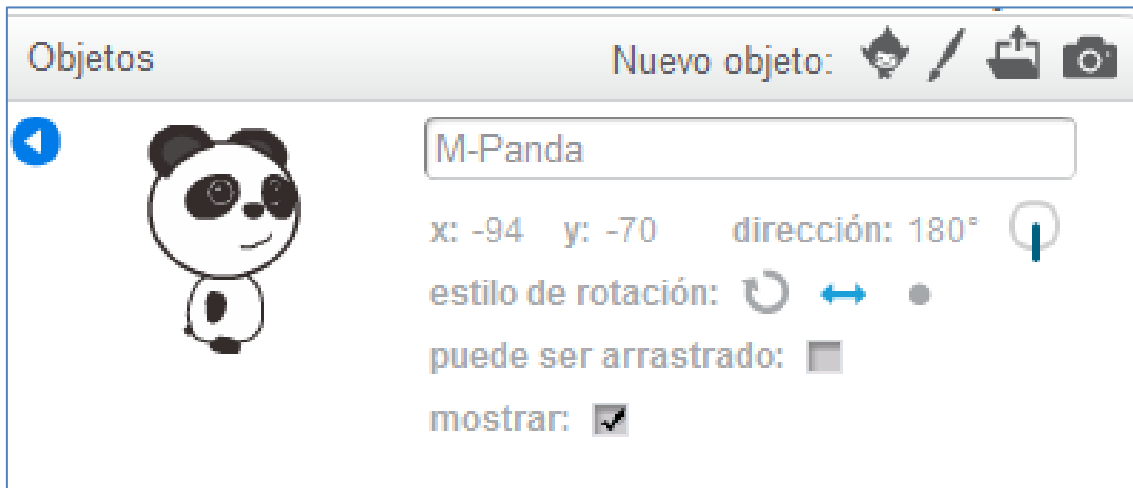 Objetos Nuevo objeto:
M-Panda
x: -94 y: -70 dirección: 180°
estilo de rotación:
puede ser arrastrado:
mostrar: